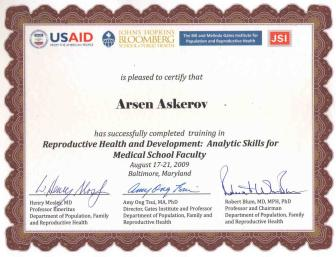 USAID
FROM THE AMERICAN PEOPLE
JOHNS HOPKINS
BLOOMBERG
SCHOOL of PUBLIC HEALTH
The Bill and Melinda Gates Institute for
Population and Reproductive Health
JSI
is pleased to certify that
Arsen Askerov
has successfully completed training in
Reproductive Health and Development: Analytic Skills for
Medical School Faculty
August 17-21, 2009
Baltimore, Maryland
Henry Mosley, MD
Professor Emeritus
Department of Population, Family
and Reproductive Health
Amy Ong Tsui, MA, PhD
Director, Gates Institute and Professor
Department of Population, Family and
Reproductive Health
Robert Blum, MD, MPH, PhD
Professor and Chairman
Department of Population, Family
and Reproductive Health